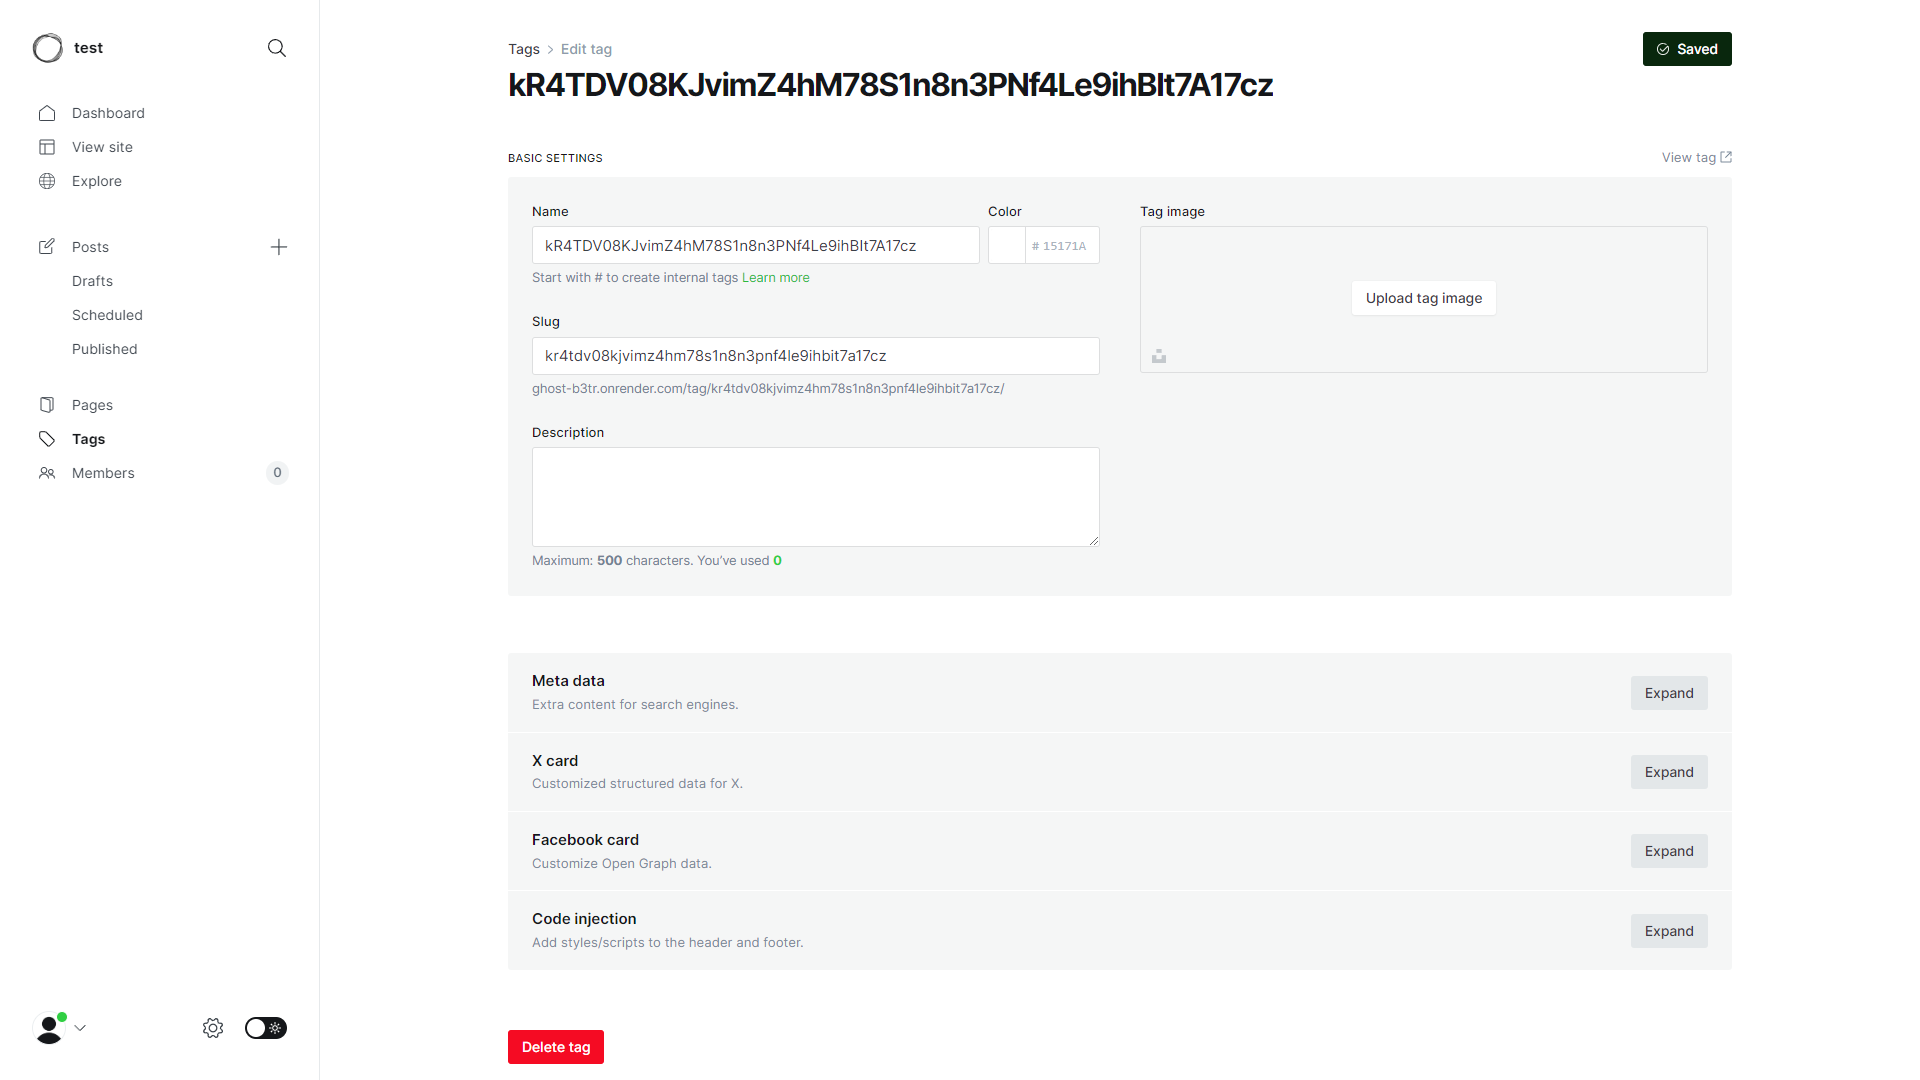 test
Dashboard
View site
Explore
Posts
Drafts
Scheduled
Published
Pages
Tags
Members
0
Tags > Edit tag
Saved
kR4TDV08KJvimZ4hM78S1n8n3PNf4Le9ihBIt7A17cz
BASIC SETTINGS
View tag
Name
kR4TDV08KJvimZ4hM78S1n8n3PNf4Le9ihBIt7A17cz
Color
# 15171A
Start with # to create internal tags Learn more
Slug
kr4tdv08kjvimz4hm78s1n8n3pnf4le9ihbit7a17cz
ghost-b3tr.onrender.com/tag/kr4tdv08kjvimz4hm78s1n8n3pnf4le9ihbit7a17cz/
Description
Maximum: 500 characters. You’ve used 0
Tag image
Upload tag image
Meta data
Extra content for search engines.
Expand
X card
Customized structured data for X.
Expand
Facebook card
Customize Open Graph data.
Expand
Code injection
Add styles/scripts to the header and footer.
Expand
Delete tag